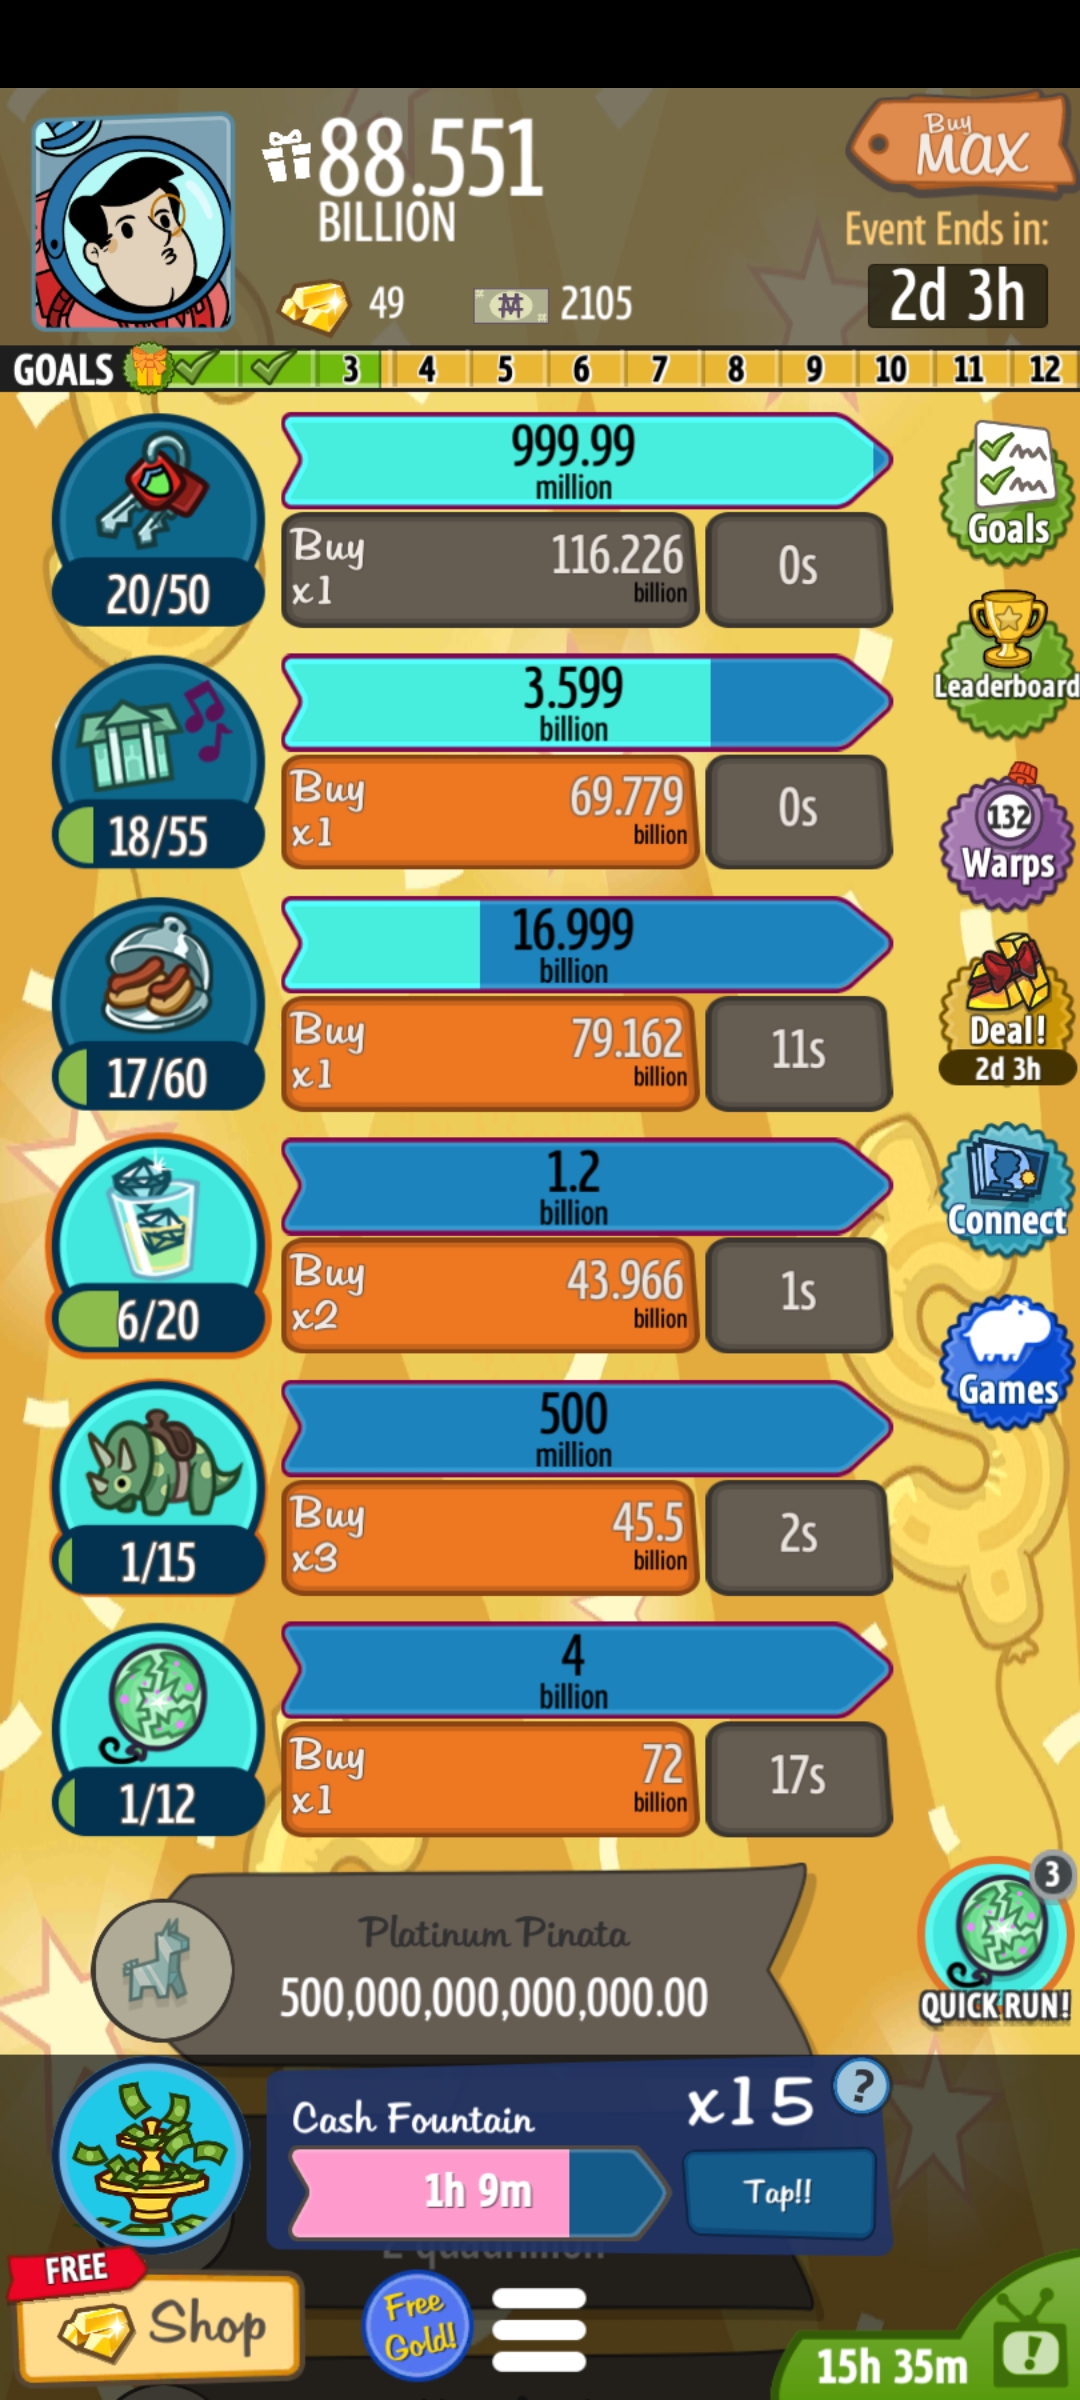 88.551
BILLION
49
2105
Buy
MAX
Event Ends in:
2d 3h
GOALS
3 4 5 6 7 8 9 10 11 12
999.99
million
20/50
Buy
x1
116.226
billion
0s
Goals
3.599
billion
18/55
Buy
x1
69.779
billion
0s
Leaderboard
16.999
billion
17/60
Buy
x1
79.162
billion
11s
132
Warps
Deal!
2d 3h
1.2
billion
6/20
Buy
x2
43.966
billion
1s
Connect
500
million
1/15
Buy
x3
45.5
billion
2s
Games
4
billion
1/12
Buy
x1
72
billion
17s
Platinum Pinata
500,000,000,000,000.00
3
QUICK RUN!
Cash Fountain
x15
?
1h 9m
Tap!!
2 quadrillion
FREE
Shop
Free
Gold!
15h 35m
!